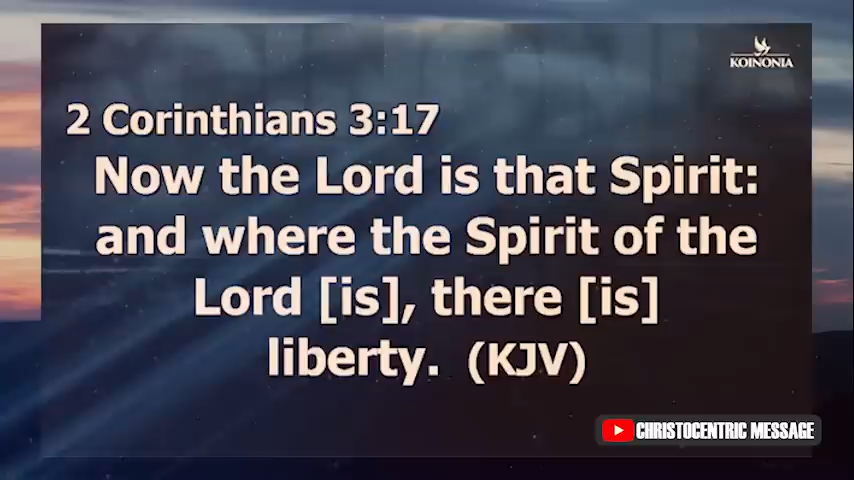 KOINONIA
2 Corinthians 3:17
Now the Lord is that Spirit:
and where the Spirit of the
Lord [is], there [is]
liberty. (KJV)
CHRISTOCENTRIC MESSAGE